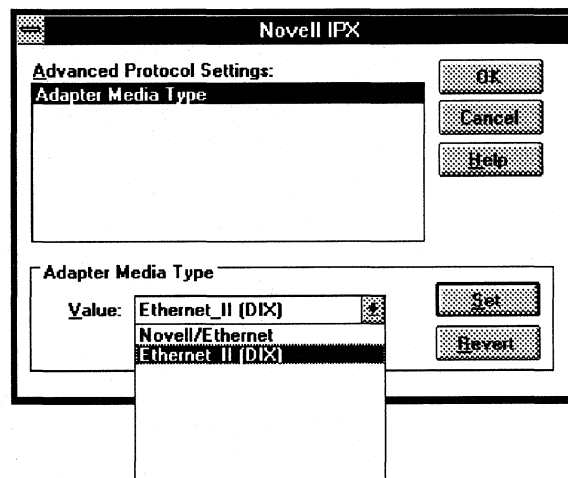 Novell IPX
Advanced Protocol Settings:
Adapter Media Type
OK
Cancel
Help
Adapter Media Type
Value: Ethernet_II (DIX)
Novell/Ethernet
Ethernet_II (DIX)
Set
Revert